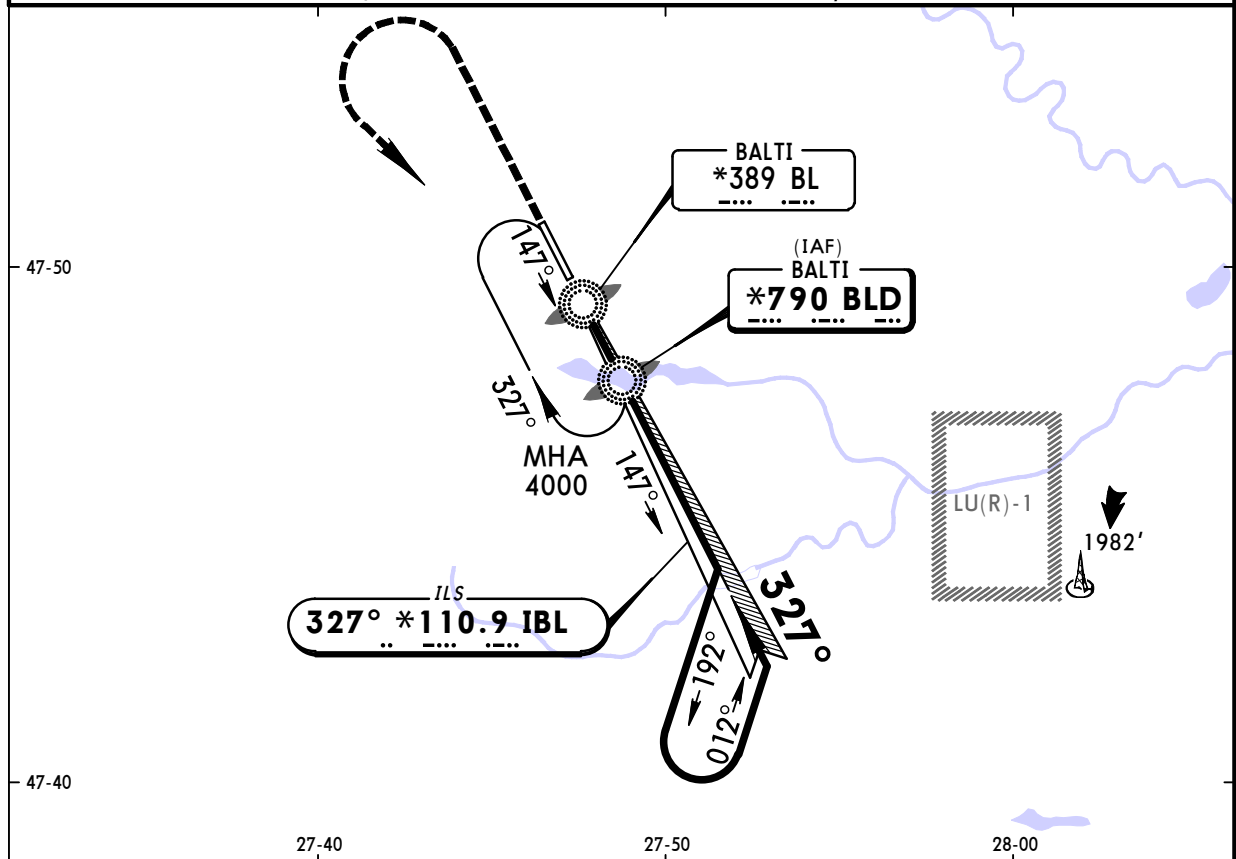 BALTI
*389 BL
(IAF)
BALTI
*790 BLD
147°
47-50
327°
MHA
4000
147°
LU(R)-1
1982'
ILS
327° *110.9 IBL
327°
192°
012°
47-40
27-40
27-50
28-00